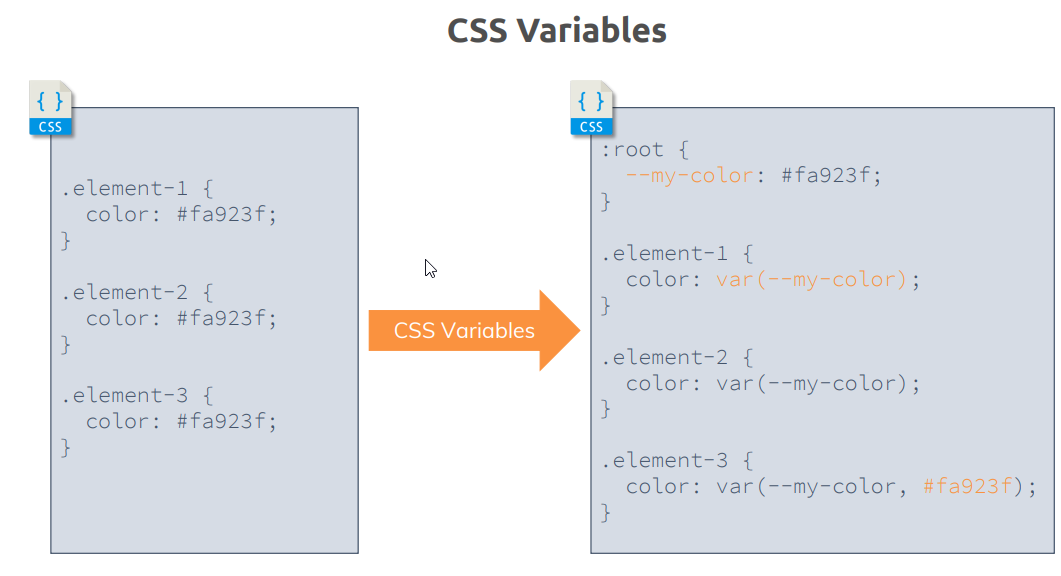 CSS Variables
{ }
CSS
.element-1 {
  color: #fa923f;
}
.element-2 {
  color: #fa923f;
}
.element-3 {
  color: #fa923f;
}
CSS Variables
{ }
CSS
:root {
  --my-color: #fa923f;
}
.element-1 {
  color: var(--my-color);
}
.element-2 {
  color: var(--my-color);
}
.element-3 {
  color: var(--my-color, #fa923f);
}